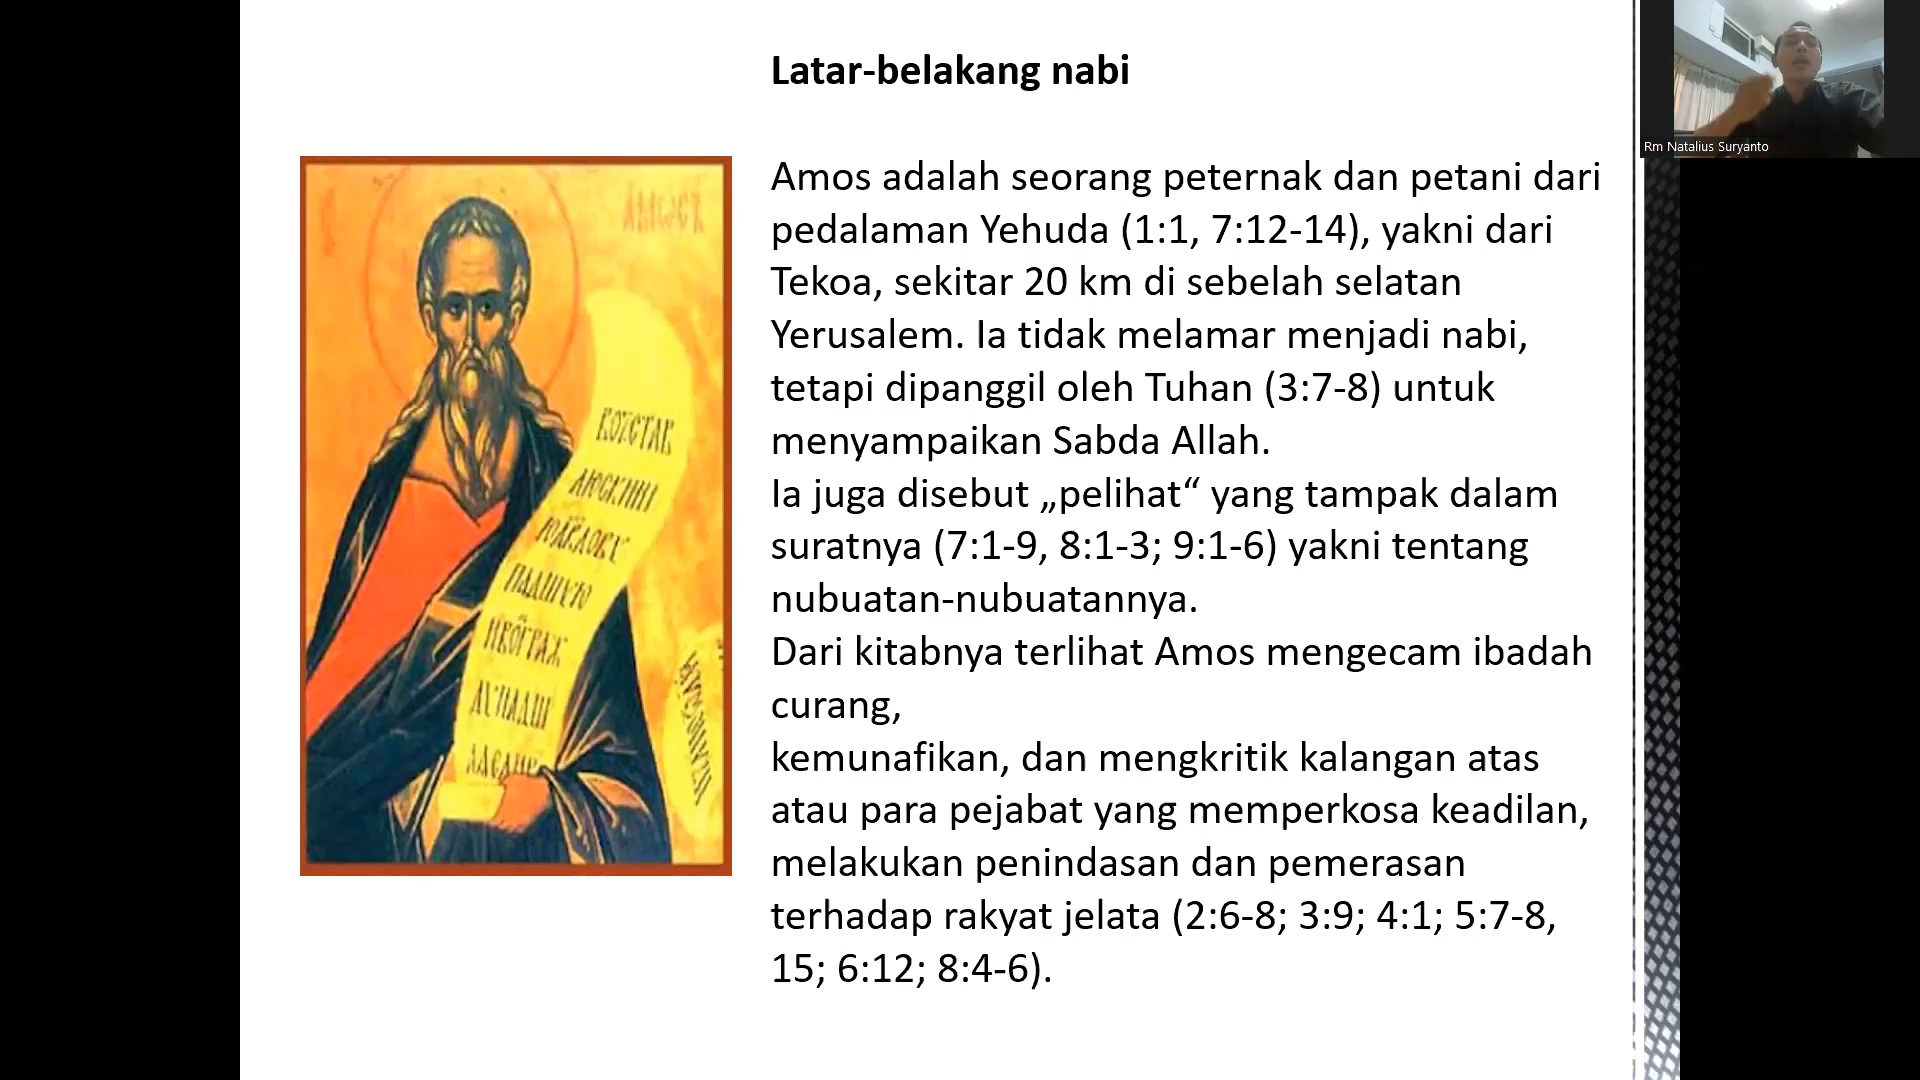 Latar-belakang nabi
Rm Natalius Suryanto
Amos adalah seorang peternak dan petani dari
pedalaman Yehuda (1:1, 7:12-14), yakni dari
Tekoa, sekitar 20 km di sebelah selatan
Yerusalem. Ia tidak melamar menjadi nabi,
tetapi dipanggil oleh Tuhan (3:7-8) untuk
menyampaikan Sabda Allah.
Ia juga disebut „pelihat“ yang tampak dalam
suratnya (7:1-9, 8:1-3; 9:1-6) yakni tentang
nubuatan-nubuatannya.
Dari kitabnya terlihat Amos mengecam ibadah
curang,
kemunafikan, dan mengkritik kalangan atas
atau para pejabat yang memperkosa keadilan,
melakukan penindasan dan pemerasan
terhadap rakyat jelata (2:6-8; 3:9; 4:1; 5:7-8,
15; 6:12; 8:4-6).